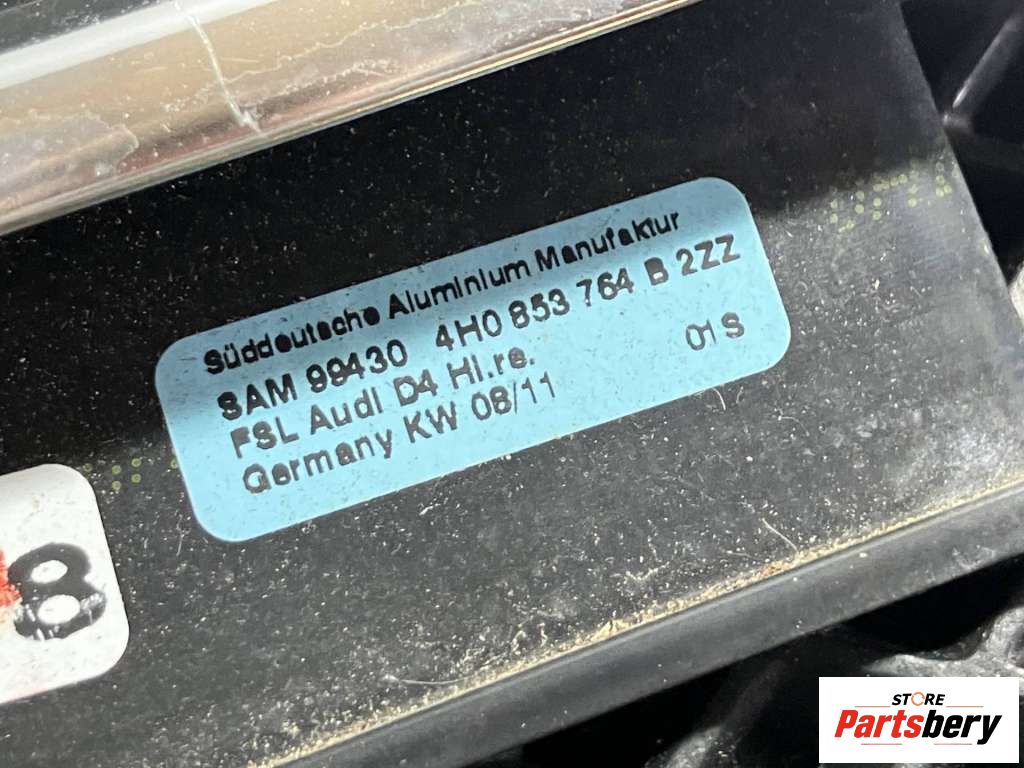 Süddeutsche Aluminium Manufaktur
SAM 99430 4H0 853 764 B 2ZZ
FSL Audi D4 Hi.re. 01 S
Germany KW 08/11
8
STORE
Partsbery